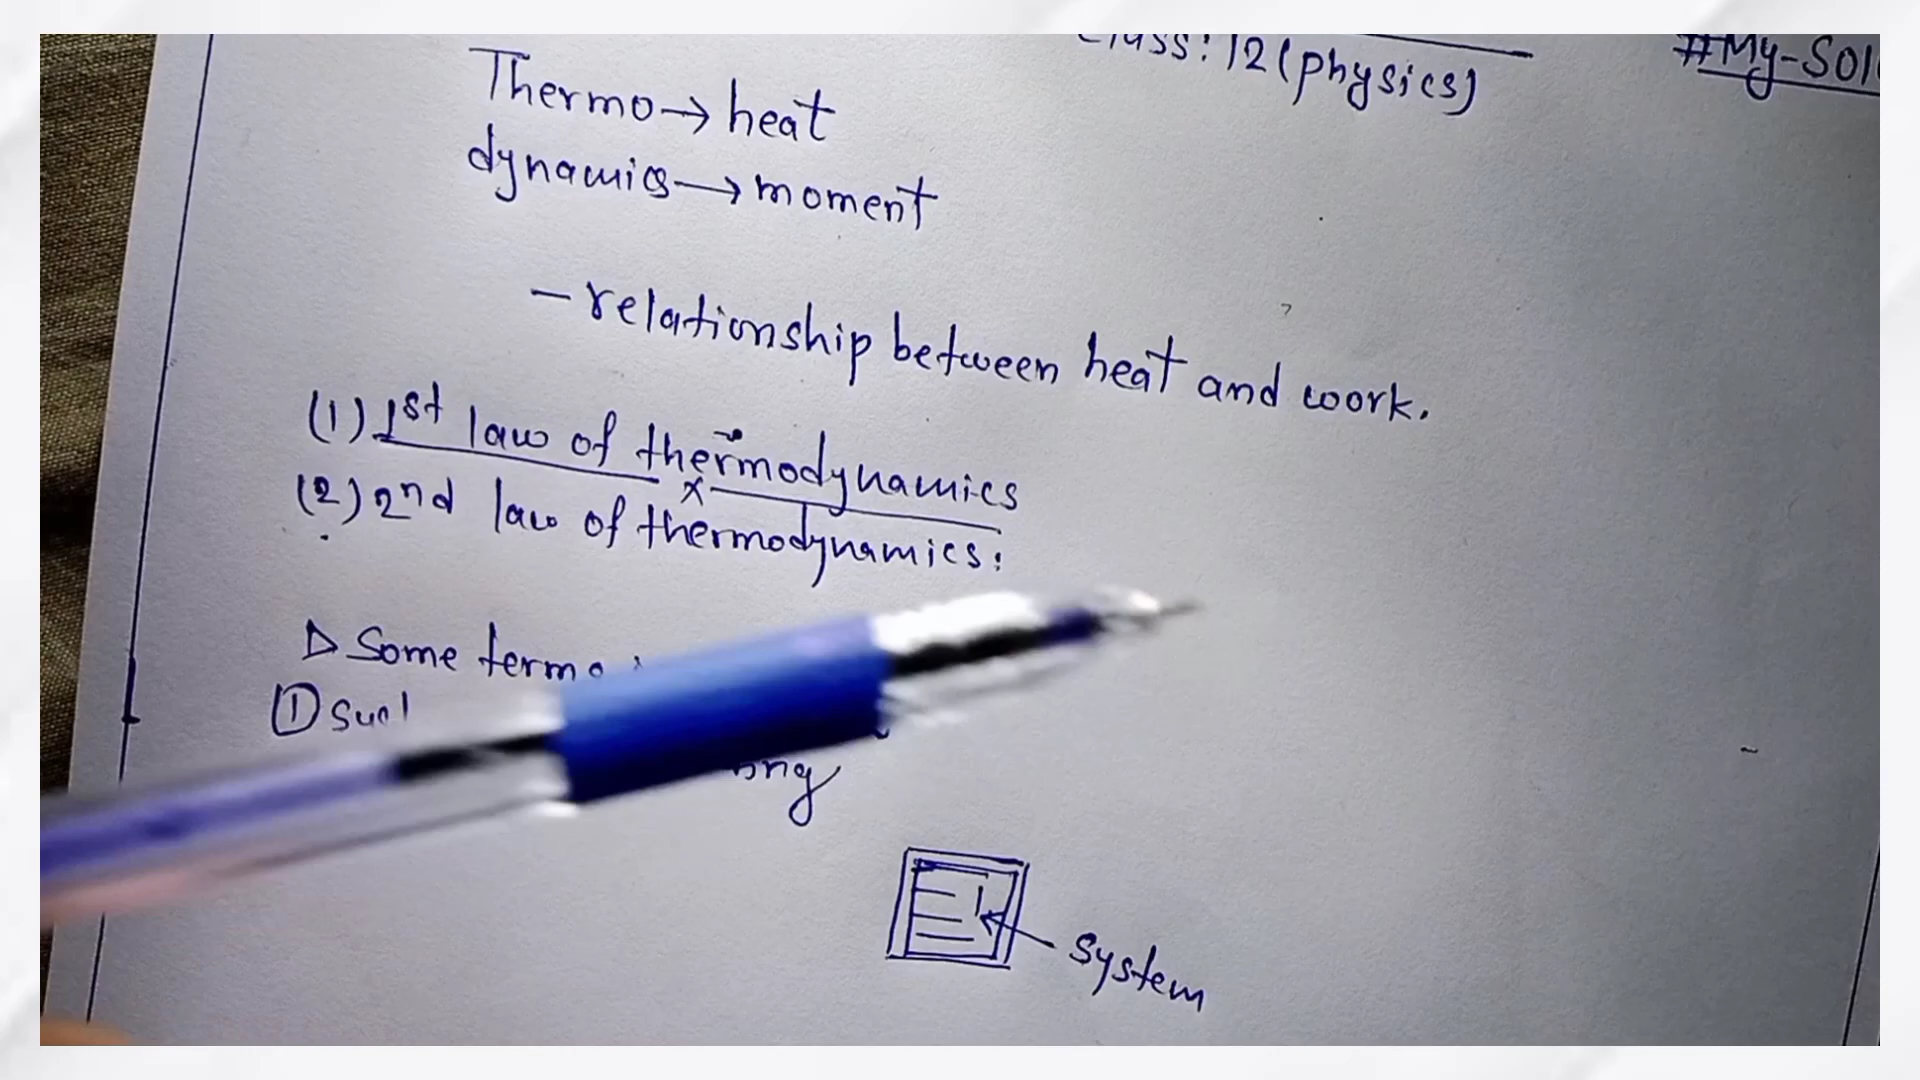 Class: 12 (physics)
#My-Sol
Thermo → heat
dynamics → moment
- relationship between heat and work.
(1) 1st law of thermodynamics
(2) 2nd law of thermodynamics:
▷ Some terms
①
system